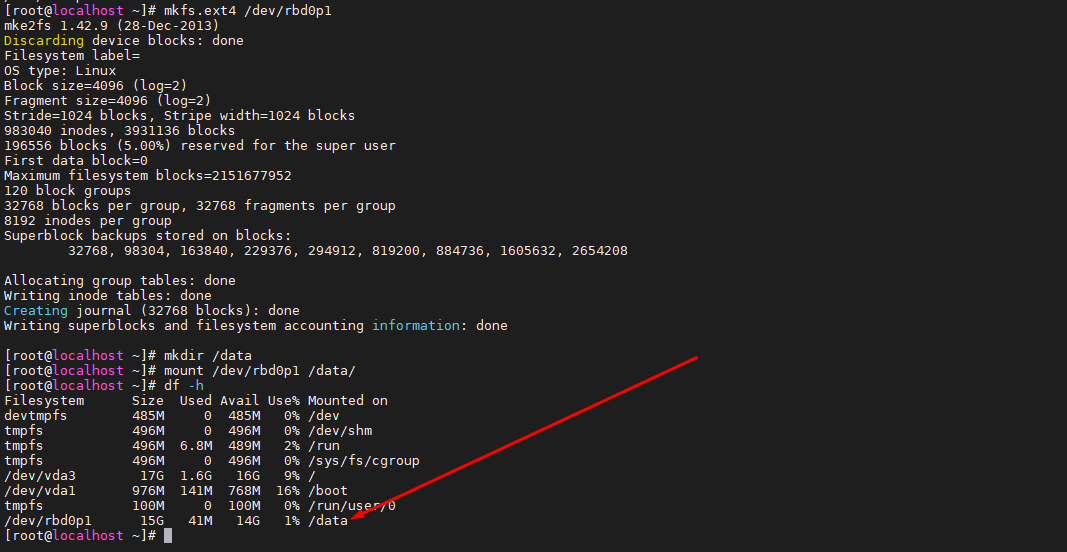 [root@localhost ~]# mkfs.ext4 /dev/rbd0p1
mke2fs 1.42.9 (28-Dec-2013)
Discarding device blocks: done
Filesystem label=
OS type: Linux
Block size=4096 (log=2)
Fragment size=4096 (log=2)
Stride=1024 blocks, Stripe width=1024 blocks
983040 inodes, 3931136 blocks
196556 blocks (5.00%) reserved for the super user
First data block=0
Maximum filesystem blocks=2151677952
120 block groups
32768 blocks per group, 32768 fragments per group
8192 inodes per group
Superblock backups stored on blocks:
        32768, 98304, 163840, 229376, 294912, 819200, 884736, 1605632, 2654208
Allocating group tables: done
Writing inode tables: done
Creating journal (32768 blocks): done
Writing superblocks and filesystem accounting information: done
[root@localhost ~]# mkdir /data
[root@localhost ~]# mount /dev/rbd0p1 /data/
[root@localhost ~]# df -h
Filesystem      Size  Used Avail Use% Mounted on
devtmpfs        485M     0  485M   0% /dev
tmpfs           496M     0  496M   0% /dev/shm
tmpfs           496M  6.8M  489M   2% /run
tmpfs           496M     0  496M   0% /sys/fs/cgroup
/dev/vda3        17G  1.6G   16G   9% /
/dev/vda1       976M  141M  768M  16% /boot
tmpfs           100M     0  100M   0% /run/user/0
/dev/rbd0p1      15G   41M   14G   1% /data
[root@localhost ~]#